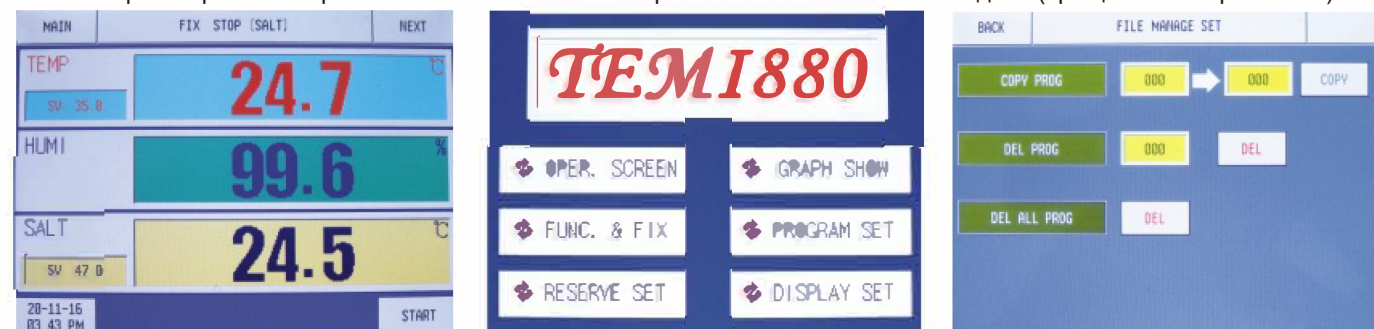 MAIN
FIX STOP (SALT)
NEXT
TEMP
24.7
℃
SV 35.0
HUMI
99.6
%
SALT
24.5
℃
SV 47 0
20-11-16
03 43 PM
START
TEMI880
OPER. SCREEN
GRAPH SHOW
FUNC. & FIX
PROGRAM SET
RESERVE SET
DISPLAY SET
BACK
FILE MANAGE SET
COPY PROG
000
000
COPY
DEL PROG
000
DEL
DEL ALL PROG
DEL